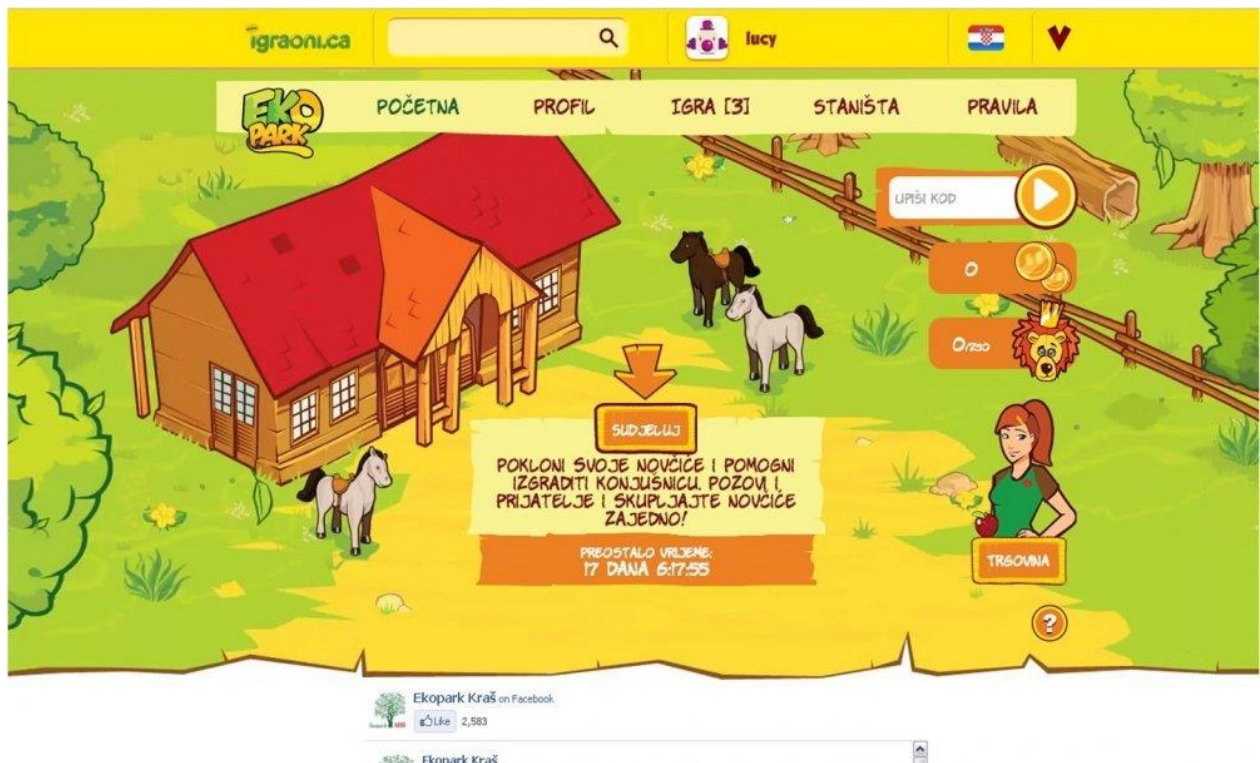 igraoni.ca
lucy
EKO
PARK
POČETNA
PROFIL
IGRA [3]
STANIŠTA
PRAVILA
UPIŠI KOD
0
0/250
SUDJELUJ
POKLONI SVOJE NOVČIĆE I POMOGNI
IZGRADITI KONJUŠNICU. POZOVI I
PRIJATELJE I SKUPLJAJTE NOVČIĆE
ZAJEDNO!
PREOSTALO VRIJEME:
17 DANA 6:17:55
TRGOVINA
?
Ekopark Kraš on Facebook
Like 2,583
Ekopark Kraš